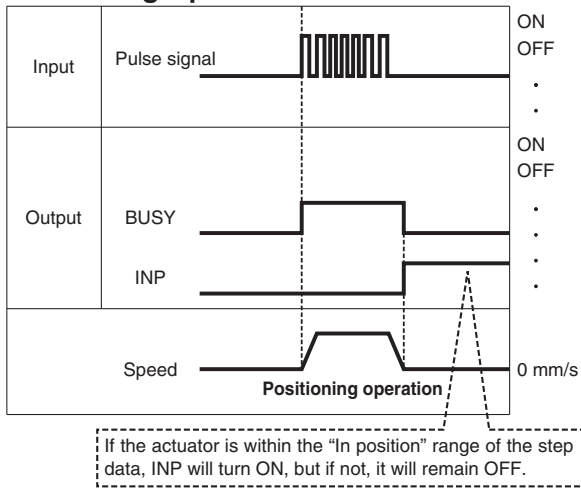 ON
Input
Pulse signal
OFF
ON
OFF
Output
BUSY
INP
Speed
0 mm/s
Positioning operation
If the actuator is within the “In position” range of the step
data, INP will turn ON, but if not, it will remain OFF.